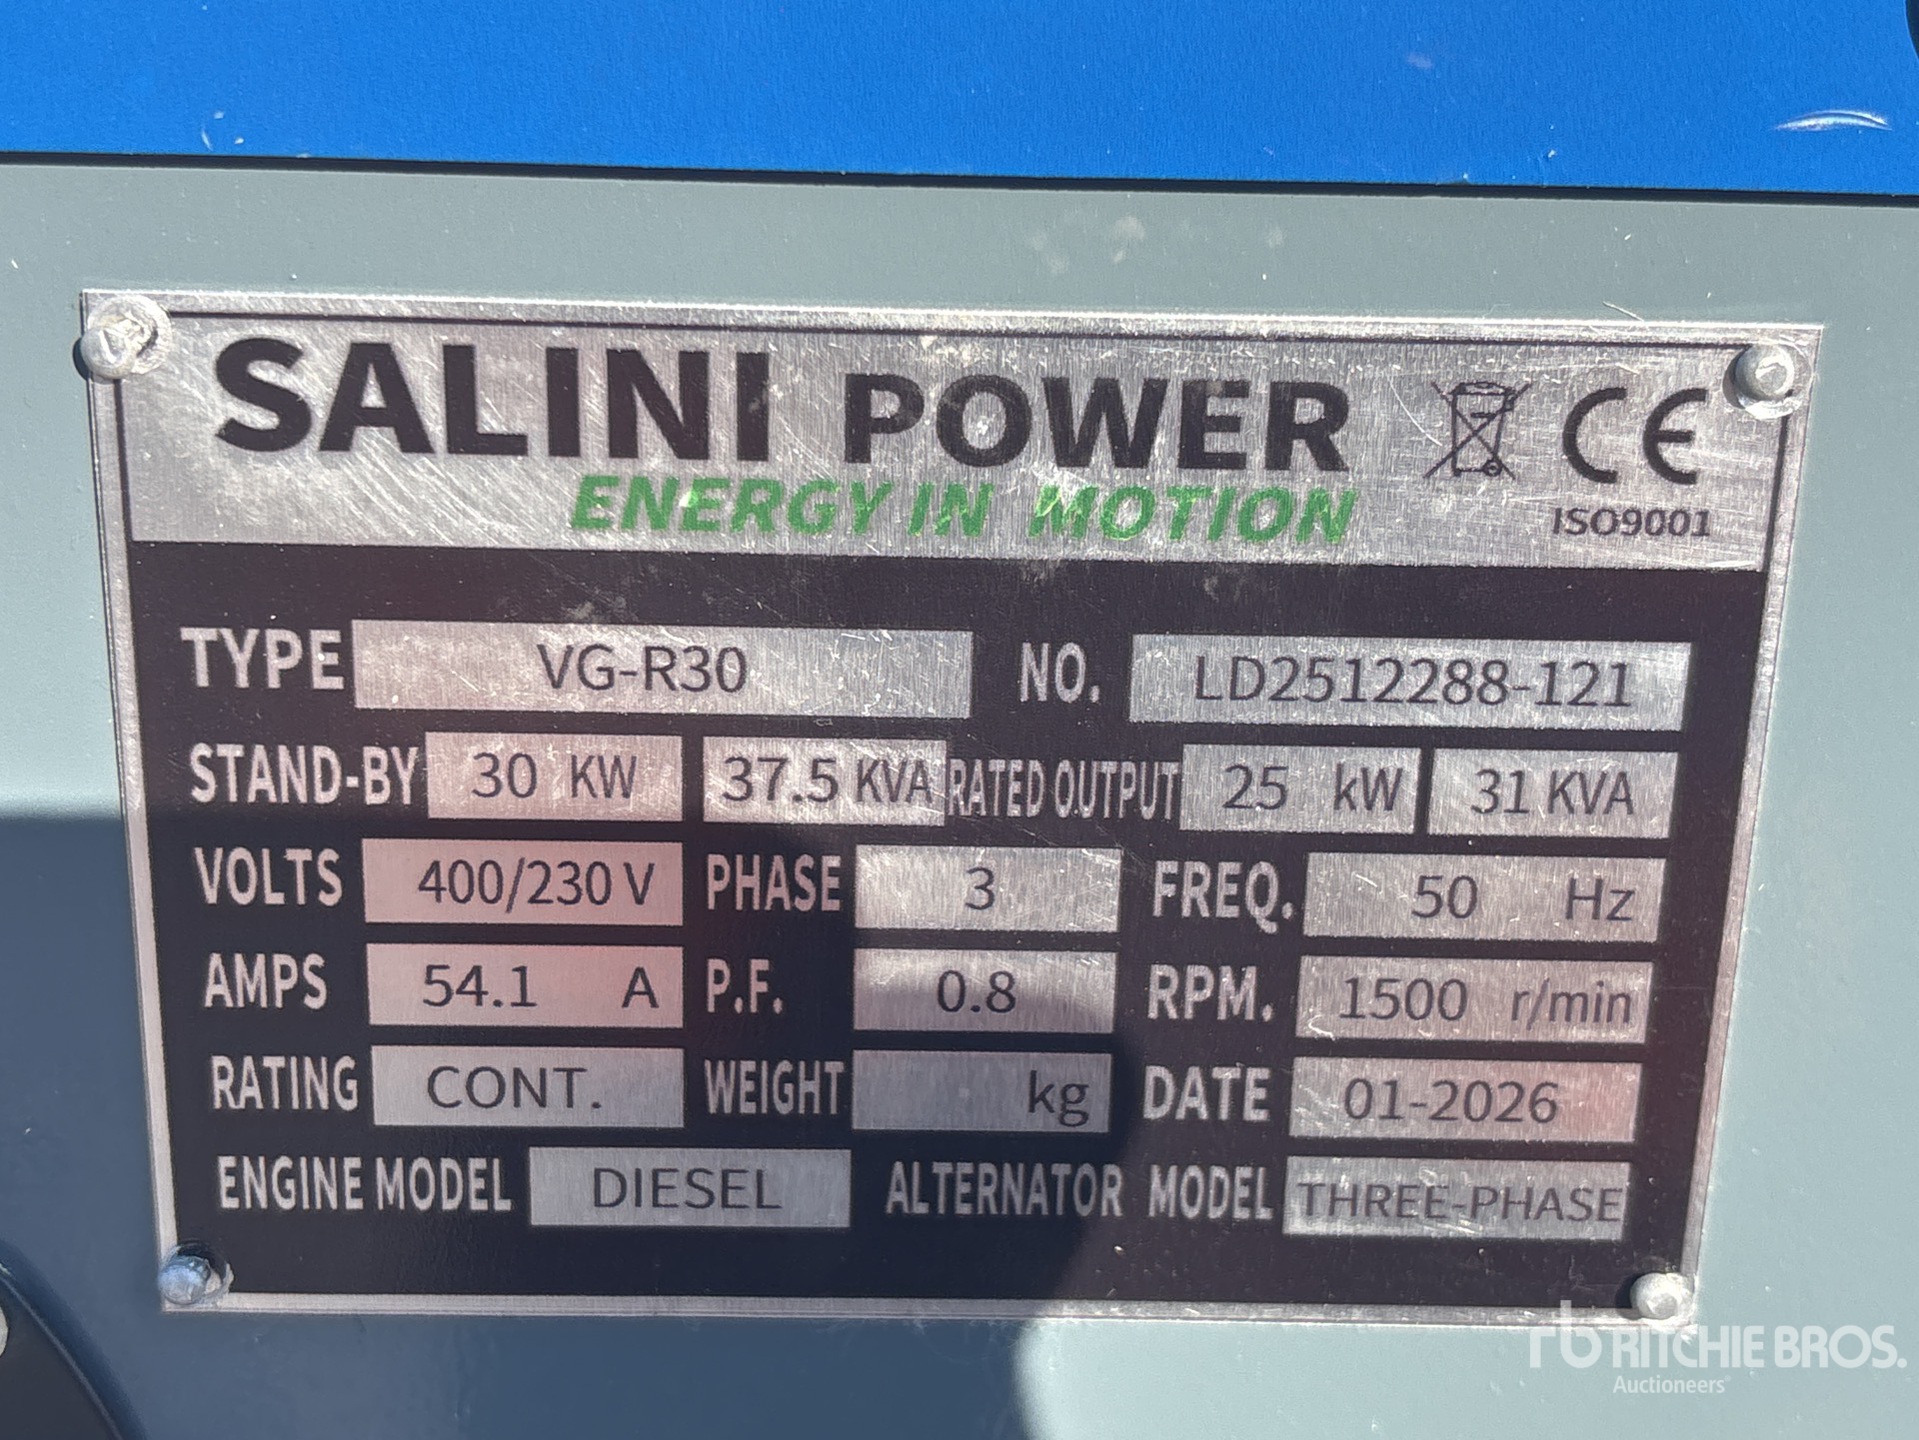 SALINI POWER
CE
ENERGY IN MOTION
ISO9001
TYPE VG-R30 NO. LD2512288-121
STAND-BY 30 KW 37.5 KVA RATED OUTPUT 25 kW 31 KVA
VOLTS 400/230 V PHASE 3 FREQ. 50 Hz
AMPS 54.1 A P.F. 0.8 RPM. 1500 r/min
RATING CONT. WEIGHT kg DATE 01-2026
ENGINE MODEL DIESEL ALTERNATOR MODEL THREE-PHASE
rb RITCHIE BROS.
Auctioneers